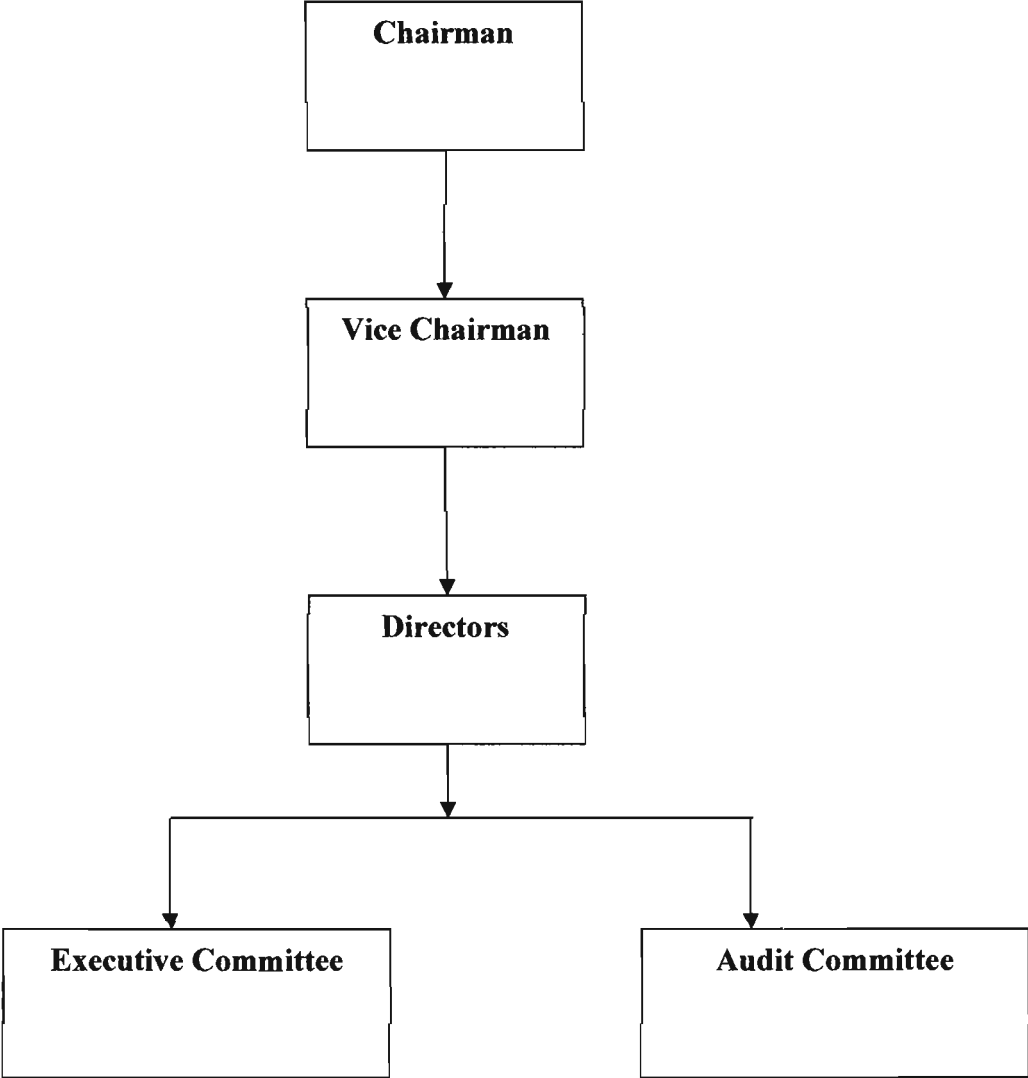 Chairman
Vice Chairman
Directors
Executive Committee
Audit Committee